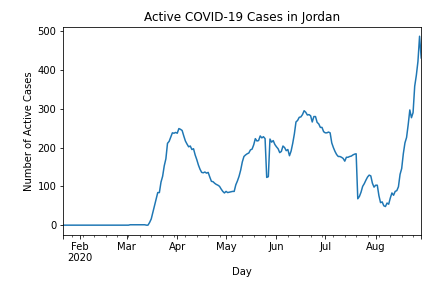 Active COVID-19 Cases in Jordan
Number of Active Cases
500
400
300
200
100
0
Feb Mar Apr May Jun Jul Aug
2020
Day